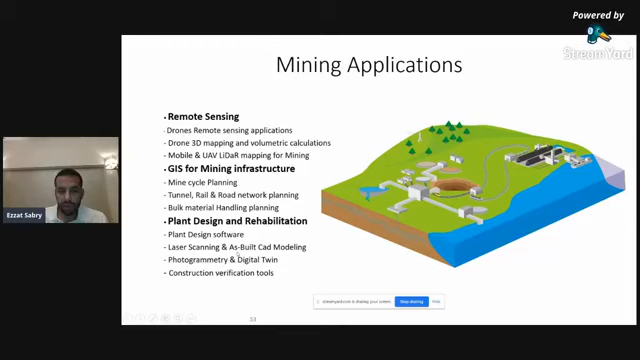 Powered by
StreamYard
Mining Applications
• Remote Sensing
- Drones Remote sensing applications
- Drone 3D mapping and volumetric calculations
- Mobile & UAV LiDAR mapping for Mining
• GIS for Mining infrastructure
- Mine cycle Planning
- Tunnel, Rail & Road network planning
- Bulk Material Handling planning
• Plant Design and Rehabilitation
- Plant Design software
- Laser Scanning & As-Built Cad Modeling
- Photogrammetry & Digital Twin
- Construction verification tools
Ezzat Sabry
streamyard.com is sharing your screen.
Stop sharing
Hide
53